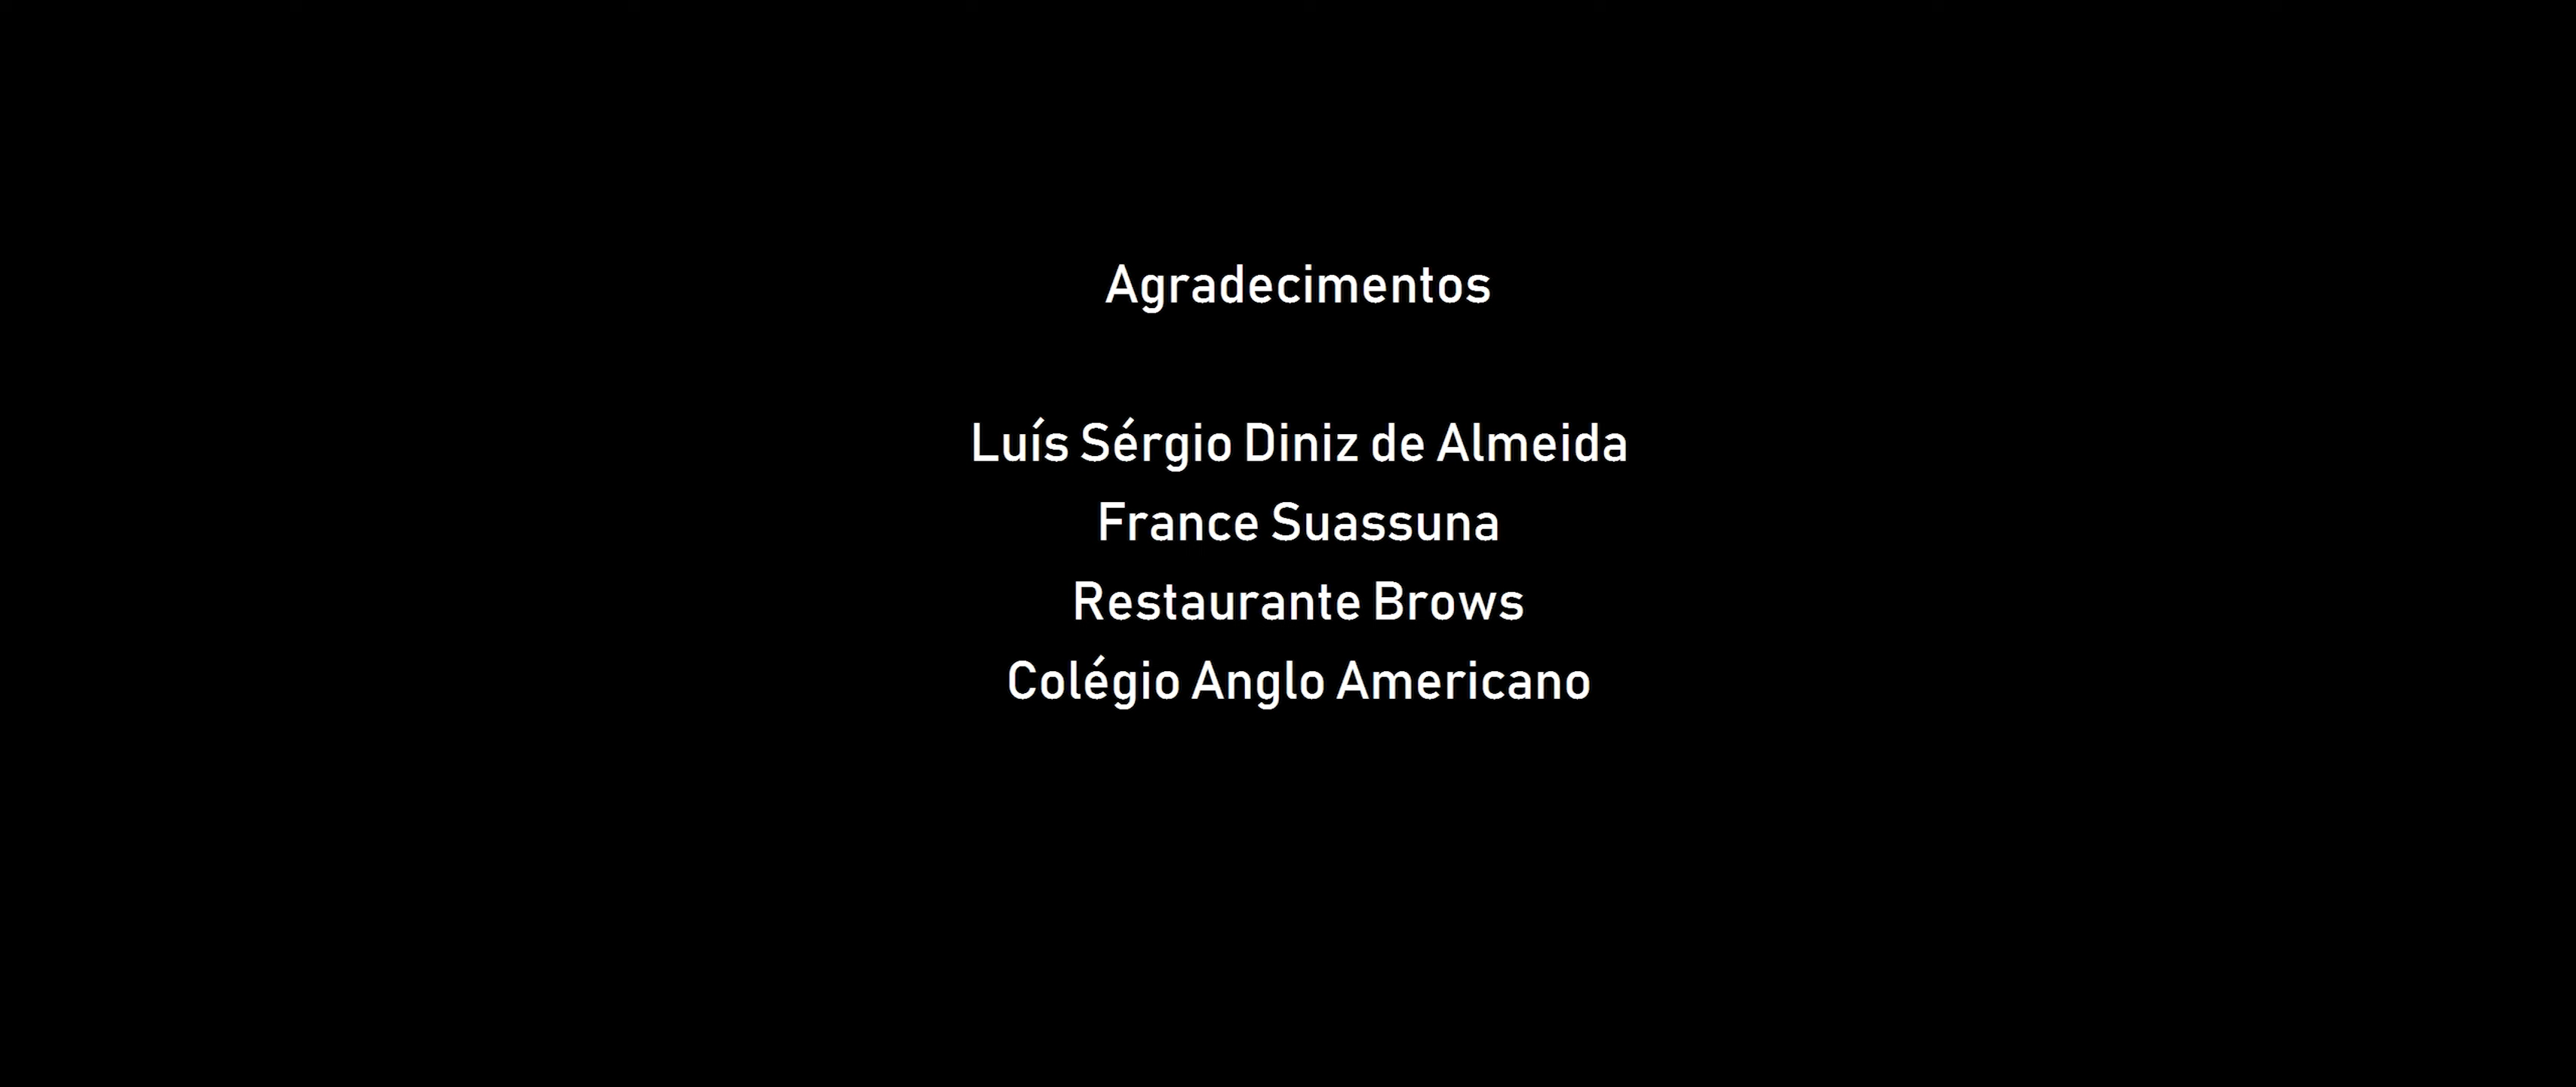 Agradecimentos
Luís Sérgio Diniz de Almeida
France Suassuna
Restaurante Brows
Colégio Anglo Americano